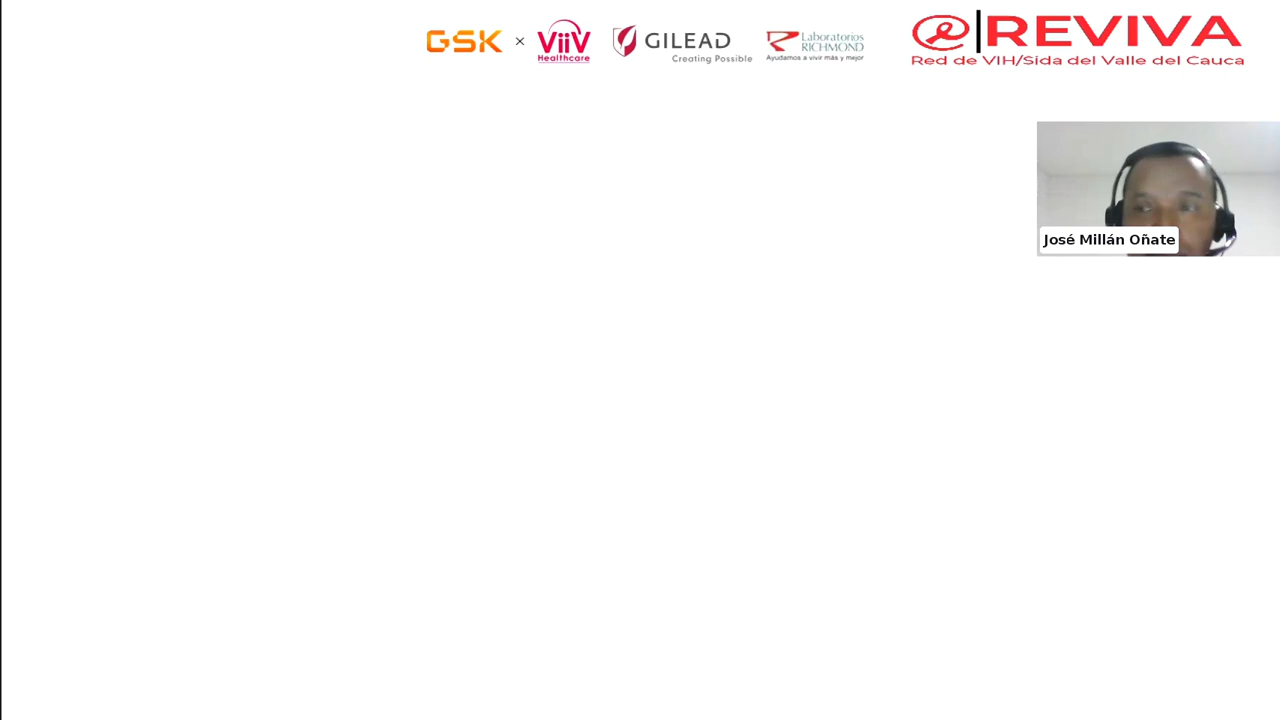 GSK × ViiV Healthcare
GILEAD
Creating Possible
Laboratorios
RICHMOND
Ayudamos a vivir más y mejor
REVIVA
Red de VIH/Sida del Valle del Cauca
José Millán Oñate